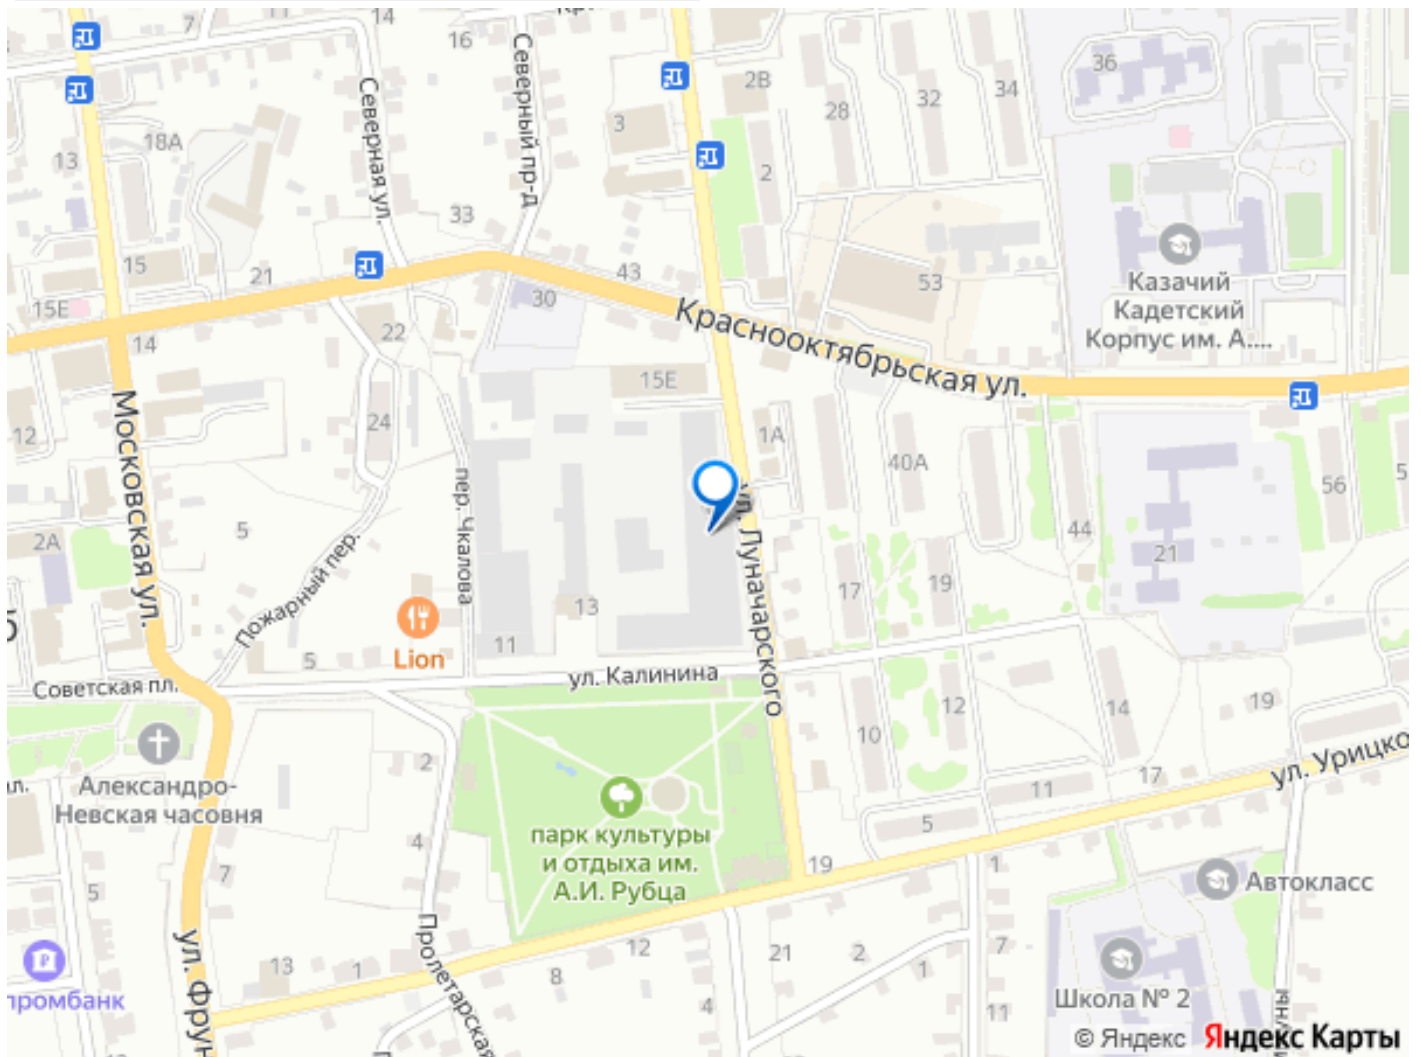 7
14
16
Северная ул.
Северный пр-д
2В
28
32
34
36
3
18А
13
2
33
15
21
43
30
53
Казачий
Кадетский
Корпус им. А....
15Е
14
22
Краснооктябрьская ул.
15Е
Московская ул.
12
24
1А
40А
пер. Чкалова
ул. Луначарского
56
5
44
2А
5
21
Пожарный пер.
17
19
13
11
5
Lion
ул. Калинина
Советская пл.
10
12
14
19
Александро-
Невская часовня
2
17
ул. Урицко
11
парк культуры
и отдыха им.
А.И. Рубца
4
5
19
7
1
Автокласс
5
Пролетарская
ул. Фрун
13
1
8
12
21
2
1
7
4
11
промбанк
Школа № 2
© Яндекс
Яндекс Карты